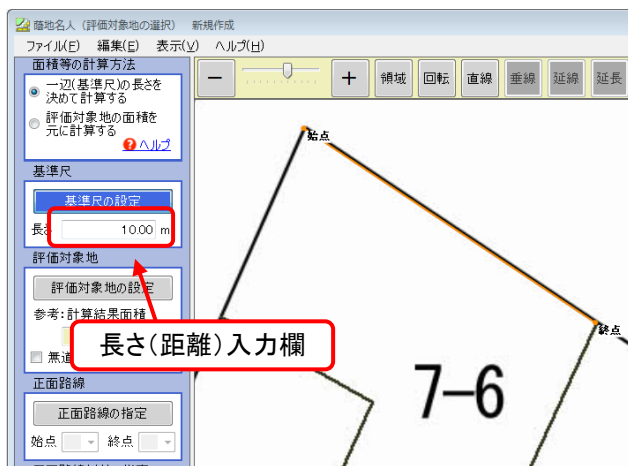 蔭地名人（評価対象地の選択） 新規作成
ファイル(F) 編集(E) 表示(V) ヘルプ(H)
面積等の計算方法
一辺(基準尺)の長さを
決めて計算する
評価対象地の面積を
元に計算する
ヘルプ
基準尺
基準尺の設定
長さ 10.00 m
評価対象地
評価対象地の設定
参考:計算結果面積
無道
正面路線
正面路線の指定
始点 終点
－ ＋ 領域 回転 直線 垂線 延線 延長
始点
終点
7-6
長さ(距離)入力欄